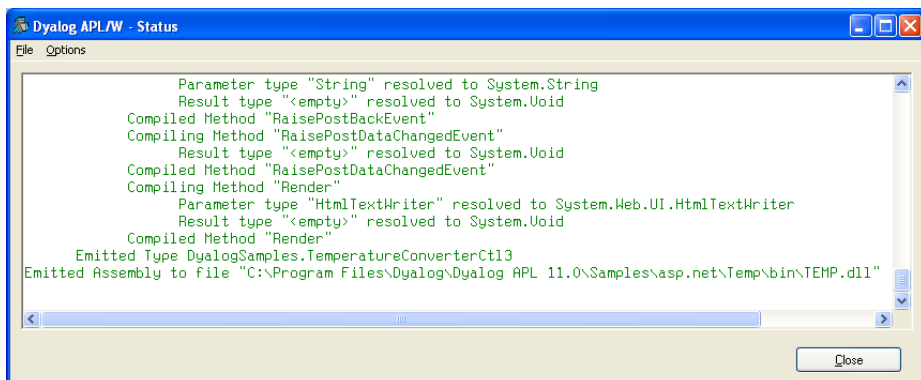 Dyalog APL/W - Status
File Options
Parameter type "String" resolved to System.String
Result type "<empty>" resolved to System.Void
Compiled Method "RaisePostBackEvent"
Compiling Method "RaisePostDataChangedEvent"
Result type "<empty>" resolved to System.Void
Compiled Method "RaisePostDataChangedEvent"
Compiling Method "Render"
Parameter type "HtmlTextWriter" resolved to System.Web.UI.HtmlTextWriter
Result type "<empty>" resolved to System.Void
Compiled Method "Render"
Emitted Type DyalogSamples.TemperatureConverterCtl3
Emitted Assembly to file "C:\Program Files\Dyalog\Dyalog APL 11.0\Samples\asp.net\Temp\bin\TEMP.dll"
Close